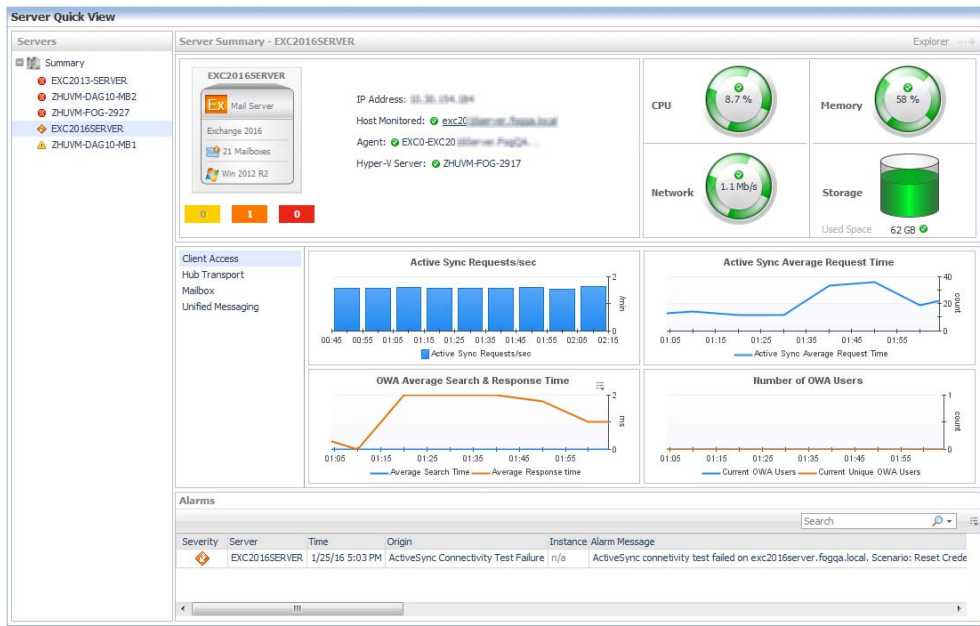 Server Quick View
Servers
Summary
EXC2013-SERVER
ZHUVM-DAG10-MB2
ZHUVM-FOG-2927
EXC2016SERVER
ZHUVM-DAG10-MB1
Server Summary - EXC2016SERVER
Explorer
EXC2016SERVER
Ex Mail Server
Exchange 2016
21 Mailboxes
Win 2012 R2
0 1 0
IP Address:
Host Monitored: exc20
Agent: EXC0-EXC20
Hyper-V Server: ZHUVM-FOG-2917
CPU 8.7 %
Memory 58 %
Network 1.1 Mb/s
Storage
Used Space 62 GB
Client Access
Hub Transport
Mailbox
Unified Messaging
Active Sync Requests/sec
2
/min
0
00:45 00:55 01:05 01:05 01:15 01:25 01:35 01:45 01:55 02:05 02:15
Active Sync Requests/sec
Active Sync Average Request Time
40
20
count
0
01:05 01:15 01:25 01:35 01:45 01:55
Active Sync Average Request Time
OWA Average Search & Response Time
2
ms
0
01:05 01:15 01:25 01:35 01:45 01:55
Average Search Time Average Response time
Number of OWA Users
1
count
0
01:05 01:15 01:25 01:35 01:45 01:55
Current OWA Users Current Unique OWA Users
Alarms
Search
Severity Server Time Origin Instance Alarm Message
EXC2016SERVER 1/25/16 5:03 PM ActiveSync Connectivity Test Failure n/a ActiveSync connetivity test failed on exc2016server.fogqa.local. Scenario: Reset Crede